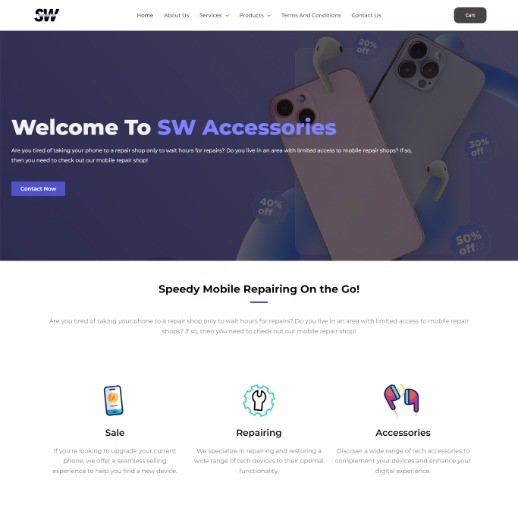 SW
Home About Us Services Products Terms And Conditions Contact Us
Cart
20% off
Welcome To SW Accessories
Are you tired of taking your phone to a repair shop only to wait hours for repairs? Do you live in an area with limited access to mobile repair shops? If so,
then you need to check out our mobile repair shop!
30% off
Contact Now
40% off
50% off
Speedy Mobile Repairing On the Go!
Are you tired of taking your phone to a repair shop only to wait hours for repairs? Do you live in an area with limited access to mobile repair
shops? If so, then you need to check out our mobile repair shop!
Sale
If you're looking to upgrade your current
phone, we offer a seamless selling
experience to help you find a new device.
Repairing
We specialize in repairing and restoring a
wide range of tech devices to their optimal
functionality.
Accessories
Discover a wide range of tech accessories to
complement your devices and enhance your
digital experience.